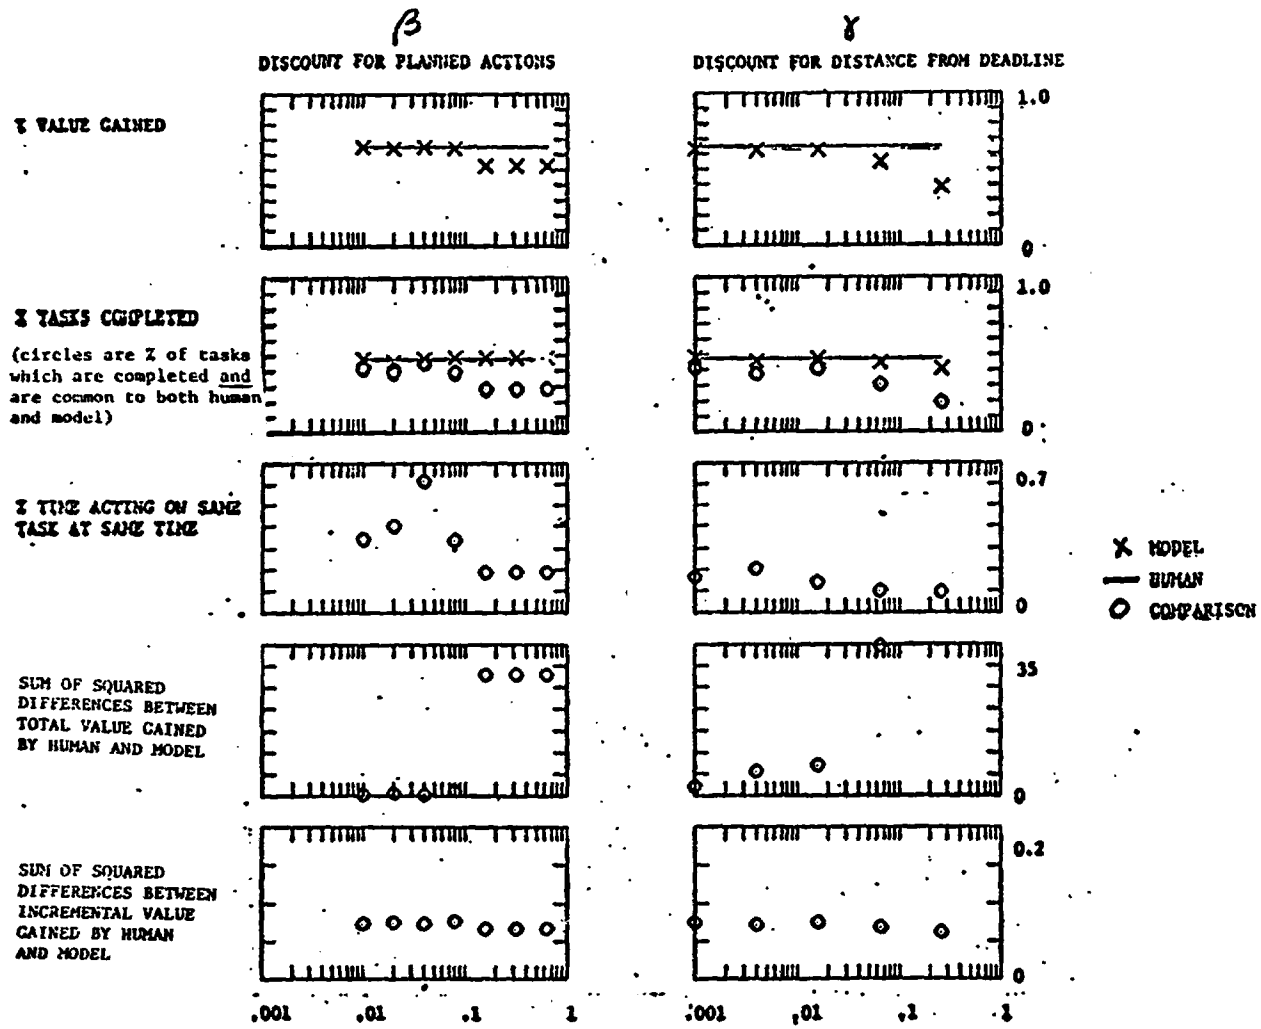 β γ
DISCOUNT FOR PLANNED ACTIONS DISCOUNT FOR DISTANCE FROM DEADLINE
% VALUE GAINED
1.0
0
% TASKS COMPLETED
(circles are % of tasks
which are completed and
are common to both human
and model)
1.0
0
% TIME ACTING ON SAME
TASK AT SAME TIME
0.7
0
X MODEL
— HUMAN
O COMPARISON
SUM OF SQUARED
DIFFERENCES BETWEEN
TOTAL VALUE GAINED
BY HUMAN AND MODEL
35
0
SUM OF SQUARED
DIFFERENCES BETWEEN
INCREMENTAL VALUE
GAINED BY HUMAN
AND MODEL
0.2
0
.001 .01 .1 1 .001 .01 .1 1